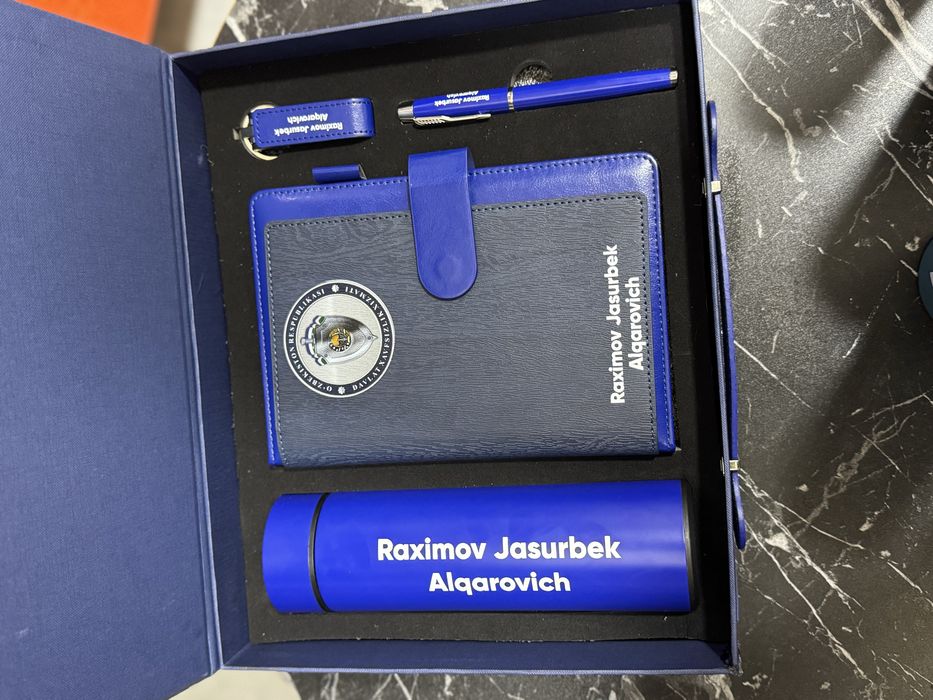 Raximov Jasurbek
Alqarovich
Raximov Jasurbek
Alqarovich
O'ZBEKISTON RESPUBLIKASI
DAVLAT XAVFSIZLIK XIZMATI
Raximov Jasurbek
Alqarovich
Raximov Jasurbek
Alqarovich